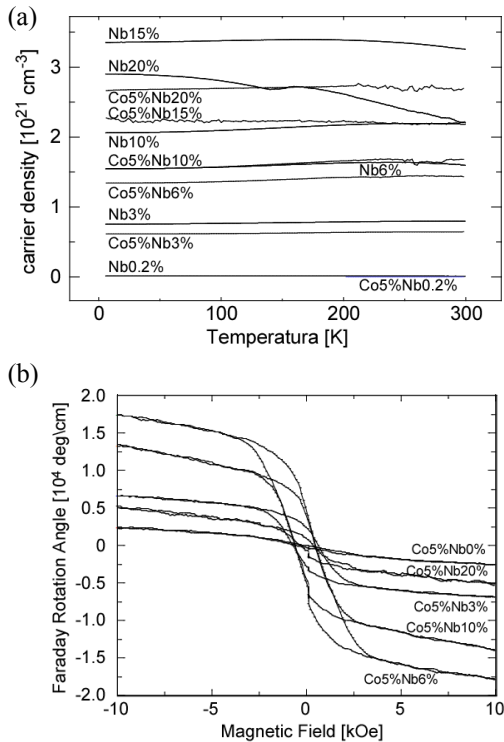 (a)
Nb15%
Nb20%
Co5%Nb20%
Co5%Nb15%
Nb10%
Co5%Nb10%
Nb6%
Co5%Nb6%
Nb3%
Co5%Nb3%
Nb0.2%
Co5%Nb0.2%
carrier density [10²¹ cm⁻³]
3
2
1
0
0 100 200 300
Temperatura [K]
(b)
Faraday Rotation Angle [10⁴ deg\cm]
2.0
1.5
1.0
0.5
0
-0.5
-1.0
-1.5
-2.0
Co5%Nb0%
Co5%Nb20%
Co5%Nb3%
Co5%Nb10%
Co5%Nb6%
-10 -5 0 5 10
Magnetic Field [kOe]